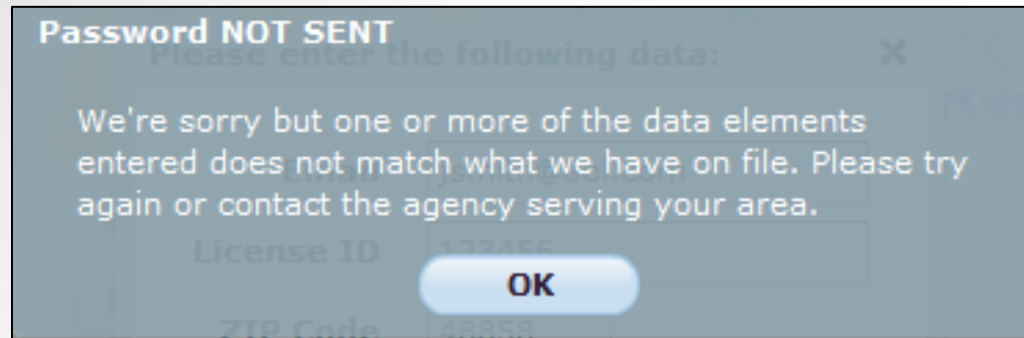 Password NOT SENT
Please enter the following data:
We're sorry but one or more of the data elements
entered does not match what we have on file. Please try
again or contact the agency serving your area.
Email
License ID 123456
OK
ZIP Code 48858